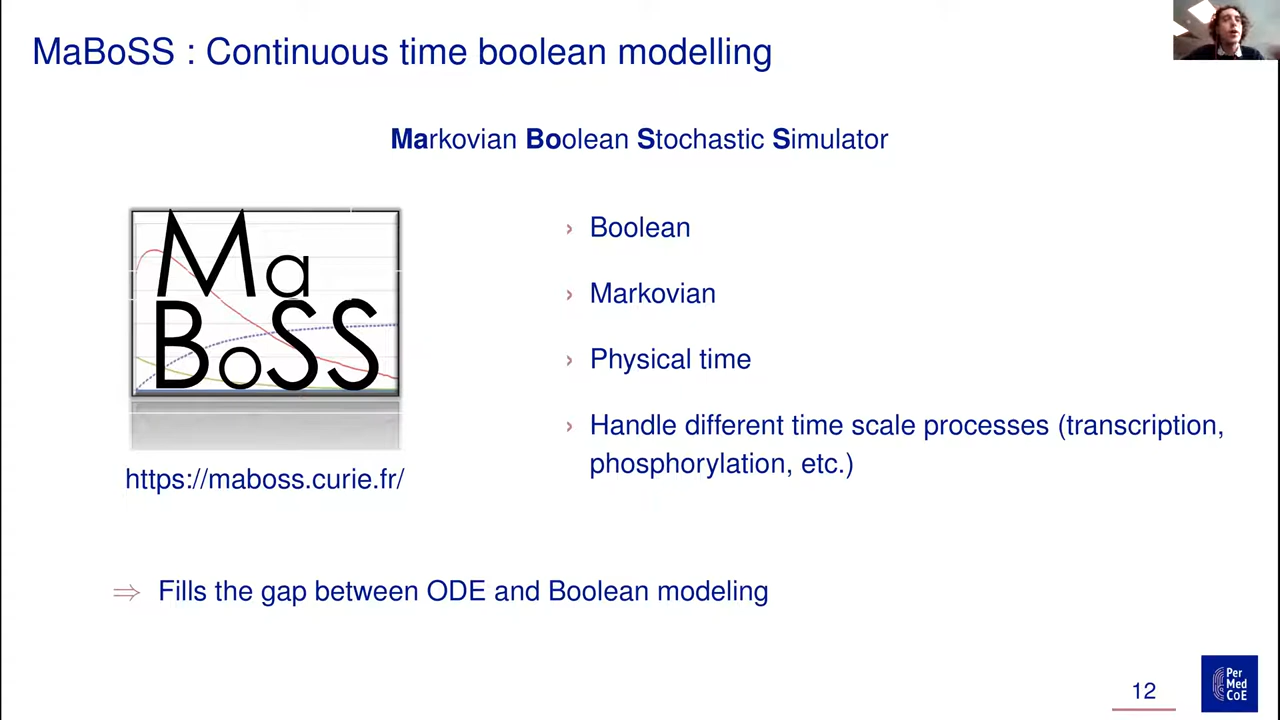 MaBoSS : Continuous time boolean modelling
Markovian Boolean Stochastic Simulator
Ma
BoSS
https://maboss.curie.fr/
› Boolean
› Markovian
› Physical time
› Handle different time scale processes (transcription,
phosphorylation, etc.)
⇒ Fills the gap between ODE and Boolean modeling
12
Per
Med
CoE